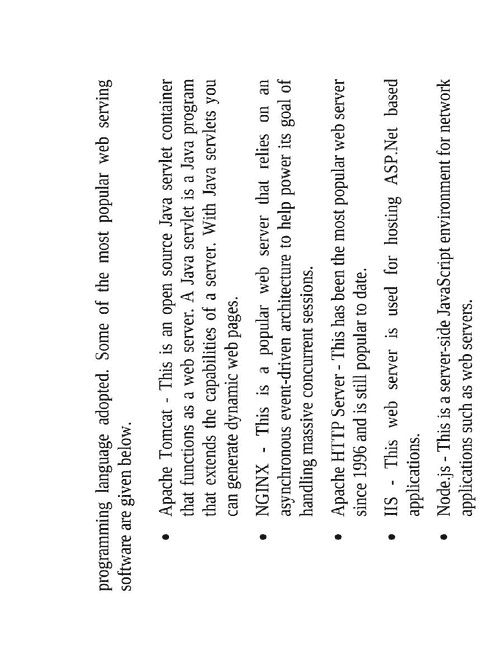 programming language adopted. Some of the most popular web serving
software are given below.
• Apache Tomcat - This is an open source Java servlet container
that functions as a web server. A Java servlet is a Java program
that extends the capabilities of a server. With Java servlets you
can generate dynamic web pages.
• NGINX - This is a popular web server that relies on an
asynchronous event-driven architecture to help power its goal of
handling massive concurrent sessions.
• Apache HTTP Server - This has been the most popular web server
since 1996 and is still popular to date.
• IIS - This web server is used for hosting ASP.Net based
applications.
• Node.js - This is a server-side JavaScript environment for network
applications such as web servers.